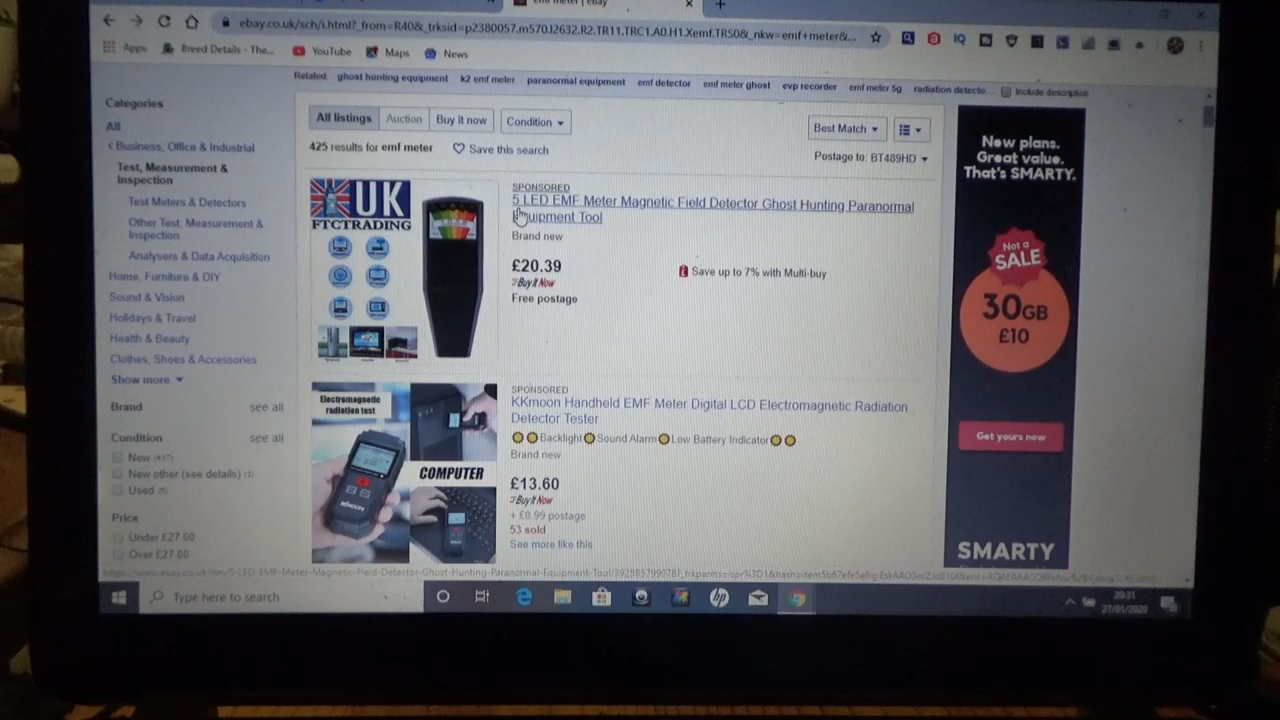 emf meter | eBay
ebay.co.uk/sch/i.html?_from=R40&_trksid=p2380057.m570.l2632.R2.TR11.TRC1.A0.H1.Xemf.TRS0&_nkw=emf+meter&...
Apps Breed Details - The... YouTube Maps News
Related: ghost hunting equipment k2 emf meter paranormal equipment emf detector emf meter ghost evp recorder emf meter 5g radiation detecto... Include description
Categories
All
Business, Office & Industrial
Test, Measurement &
Inspection
Test Meters & Detectors
Other Test, Measurement &
Inspection
Analysers & Data Acquisition
Home, Furniture & DIY
Sound & Vision
Holidays & Travel
Health & Beauty
Clothes, Shoes & Accessories
Show more
Brand see all
Condition see all
New
New other (see details)
Used
Price
Under £27.00
Over £27.00
All listings Auction Buy it now Condition
Best Match
425 results for emf meter Save this search
Postage to: BT489HD
UK
FTCTRADING
SPONSORED
5 LED EMF Meter Magnetic Field Detector Ghost Hunting Paranormal
Equipment Tool
Brand new
£20.39
Buy It Now
Free postage
Save up to 7% with Multi-buy
Electromagnetic
radiation test
COMPUTER
SPONSORED
KKmoon Handheld EMF Meter Digital LCD Electromagnetic Radiation
Detector Tester
Backlight Sound Alarm Low Battery Indicator
Brand new
£13.60
Buy It Now
+ £0.99 postage
53 sold
See more like this
New plans.
Great value.
That's SMARTY.
Not a
SALE
30GB
£10
Get yours now
SMARTY
Type here to search
hp
20:31
27/01/2020